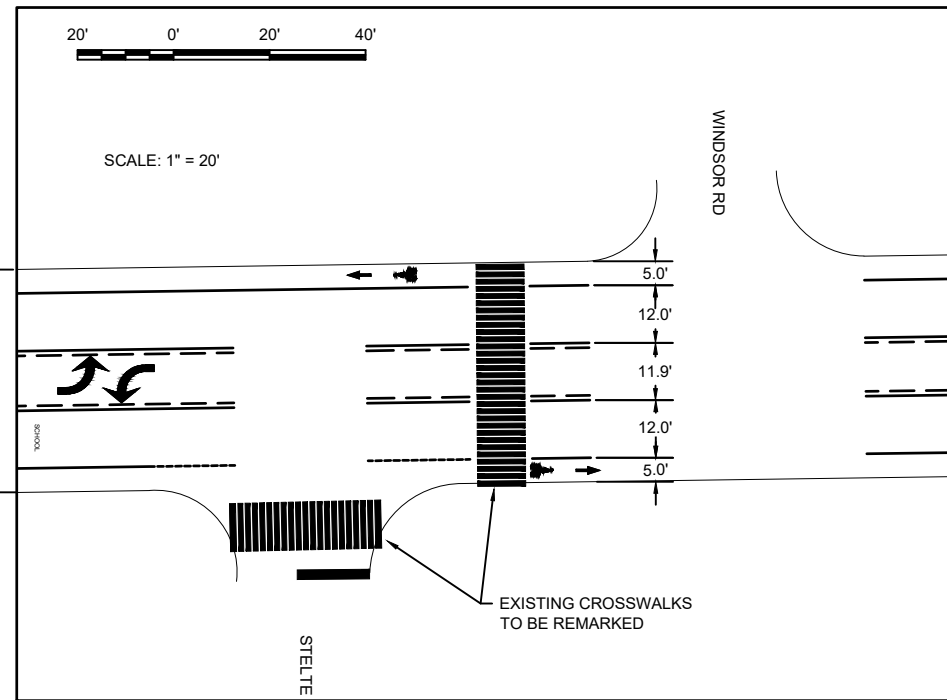 20' 0' 20' 40'
SCALE: 1" = 20'
WINDSOR RD
5.0'
12.0'
11.9'
12.0'
5.0'
SCHOOL
EXISTING CROSSWALKS
TO BE REMARKED
STELTE